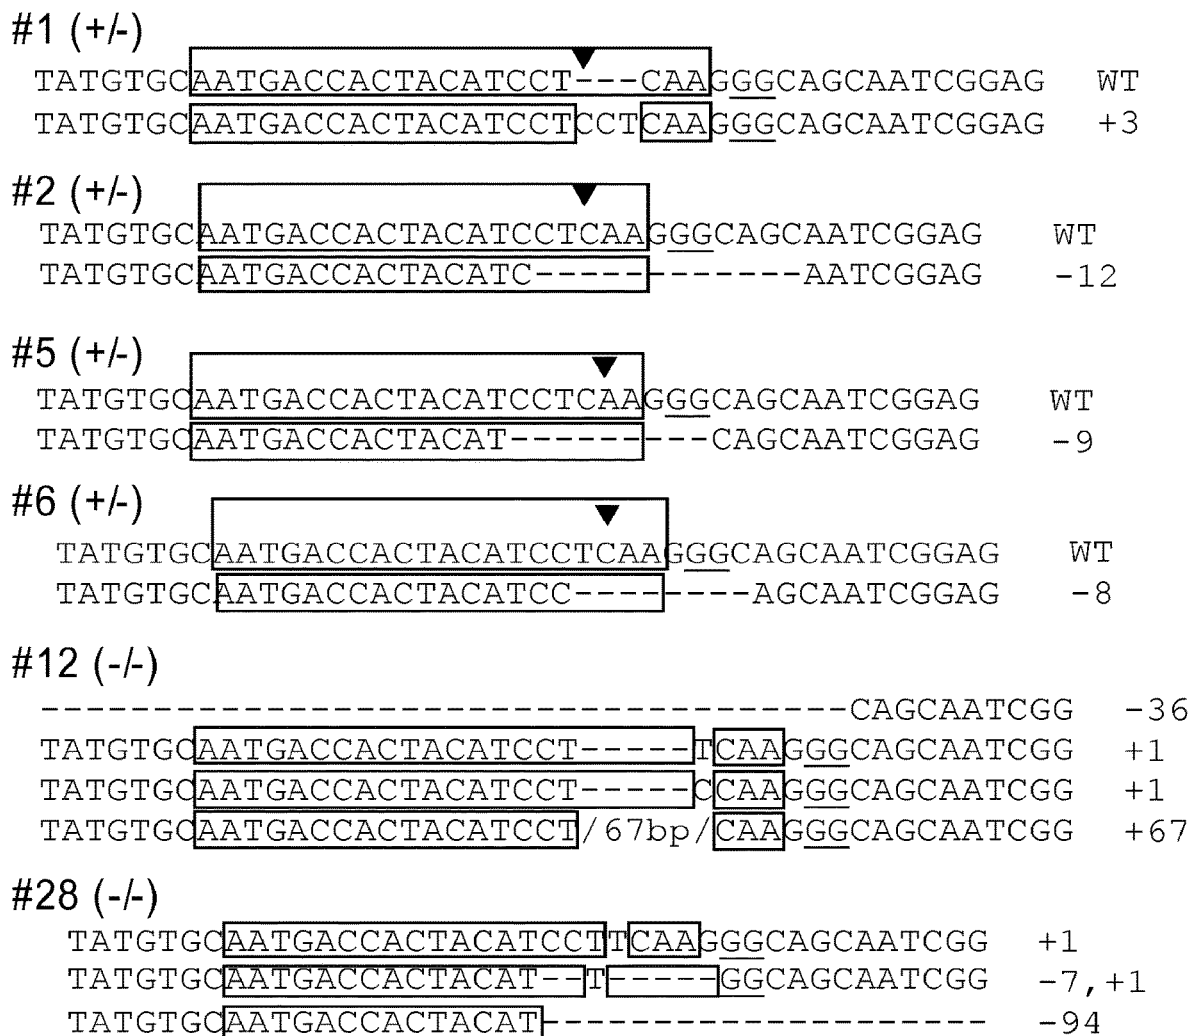 #1 (+/-)
TATGTGCAATGACCACTACATCCT---CAAGGGCAGCAATCGGAG WT
TATGTGCAATGACCACTACATCCTCCTCAAGGGCAGCAATCGGAG +3
#2 (+/-)
TATGTGCAATGACCACTACATCCTCAAGGGCAGCAATCGGAG WT
TATGTGCAATGACCACTACATC------------AATCGGAG -12
#5 (+/-)
TATGTGCAATGACCACTACATCCTCAAGGGCAGCAATCGGAG WT
TATGTGCAATGACCACTACAT---------CAGCAATCGGAG -9
#6 (+/-)
TATGTGCAATGACCACTACATCCTCAAGGGCAGCAATCGGAG WT
TATGTGCAATGACCACTACATCC--------AGCAATCGGAG -8
#12 (-/-)
------------------------------------CAGCAATCGG -36
TATGTGCAATGACCACTACATCCT-----TCAAGGGCAGCAATCGG +1
TATGTGCAATGACCACTACATCCT-----CCAAGGGCAGCAATCGG +1
TATGTGCAATGACCACTACATCCT/67bp/CAAGGGCAGCAATCGG +67
#28 (-/-)
TATGTGCAATGACCACTACATCCTTCAAGGGCAGCAATCGG +1
TATGTGCAATGACCACTACAT--T-----GGCAGCAATCGG -7,+1
TATGTGCAATGACCACTACAT-------------------- -94